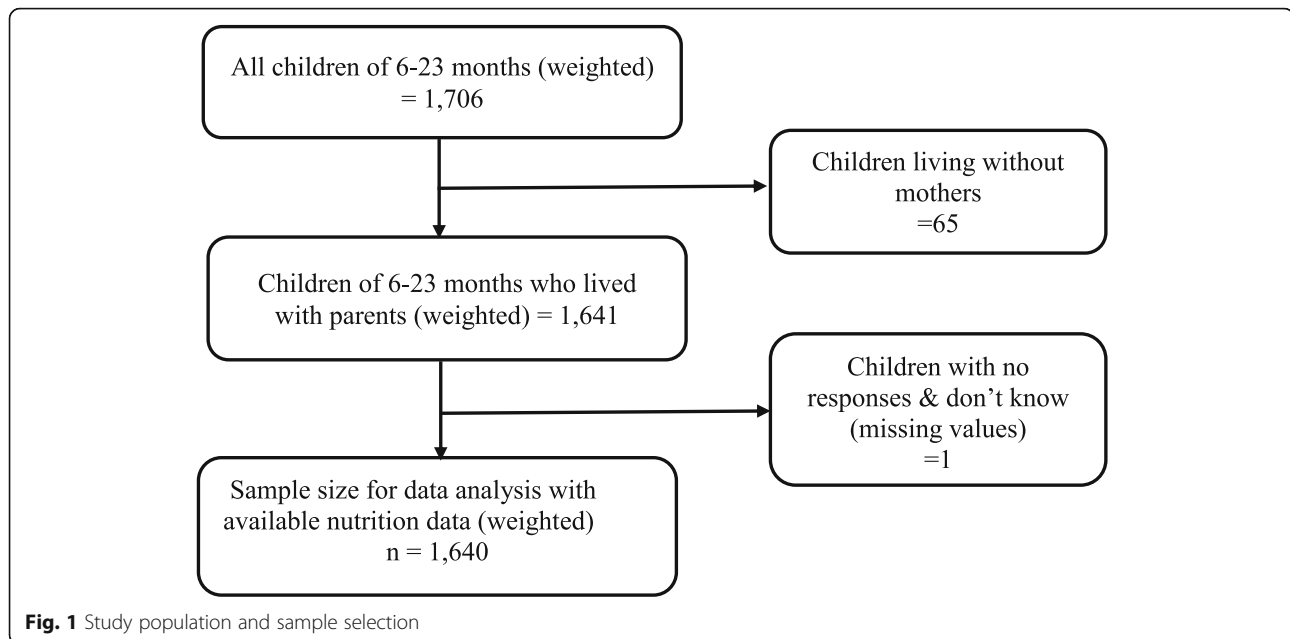 All children of 6-23 months (weighted)
= 1,706
Children living without
mothers
=65
Children of 6-23 months who lived
with parents (weighted) = 1,641
Children with no
responses & don't know
(missing values)
=1
Sample size for data analysis with
available nutrition data (weighted)
n = 1,640
Fig. 1 Study population and sample selection